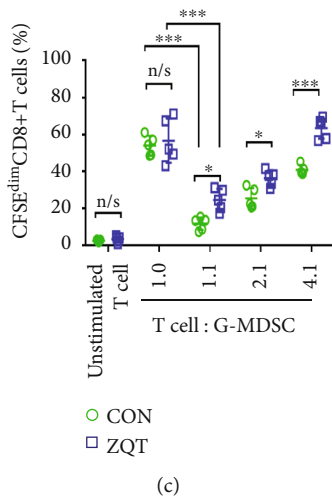 ***
***
n/s
***
*
*
n/s
CFSEdimCD8+T cells (%)
100
80
60
40
20
0
Unstimulated
T cell
1.0
1.1
2.1
4.1
T cell : G-MDSC
CON
ZQT
(c)